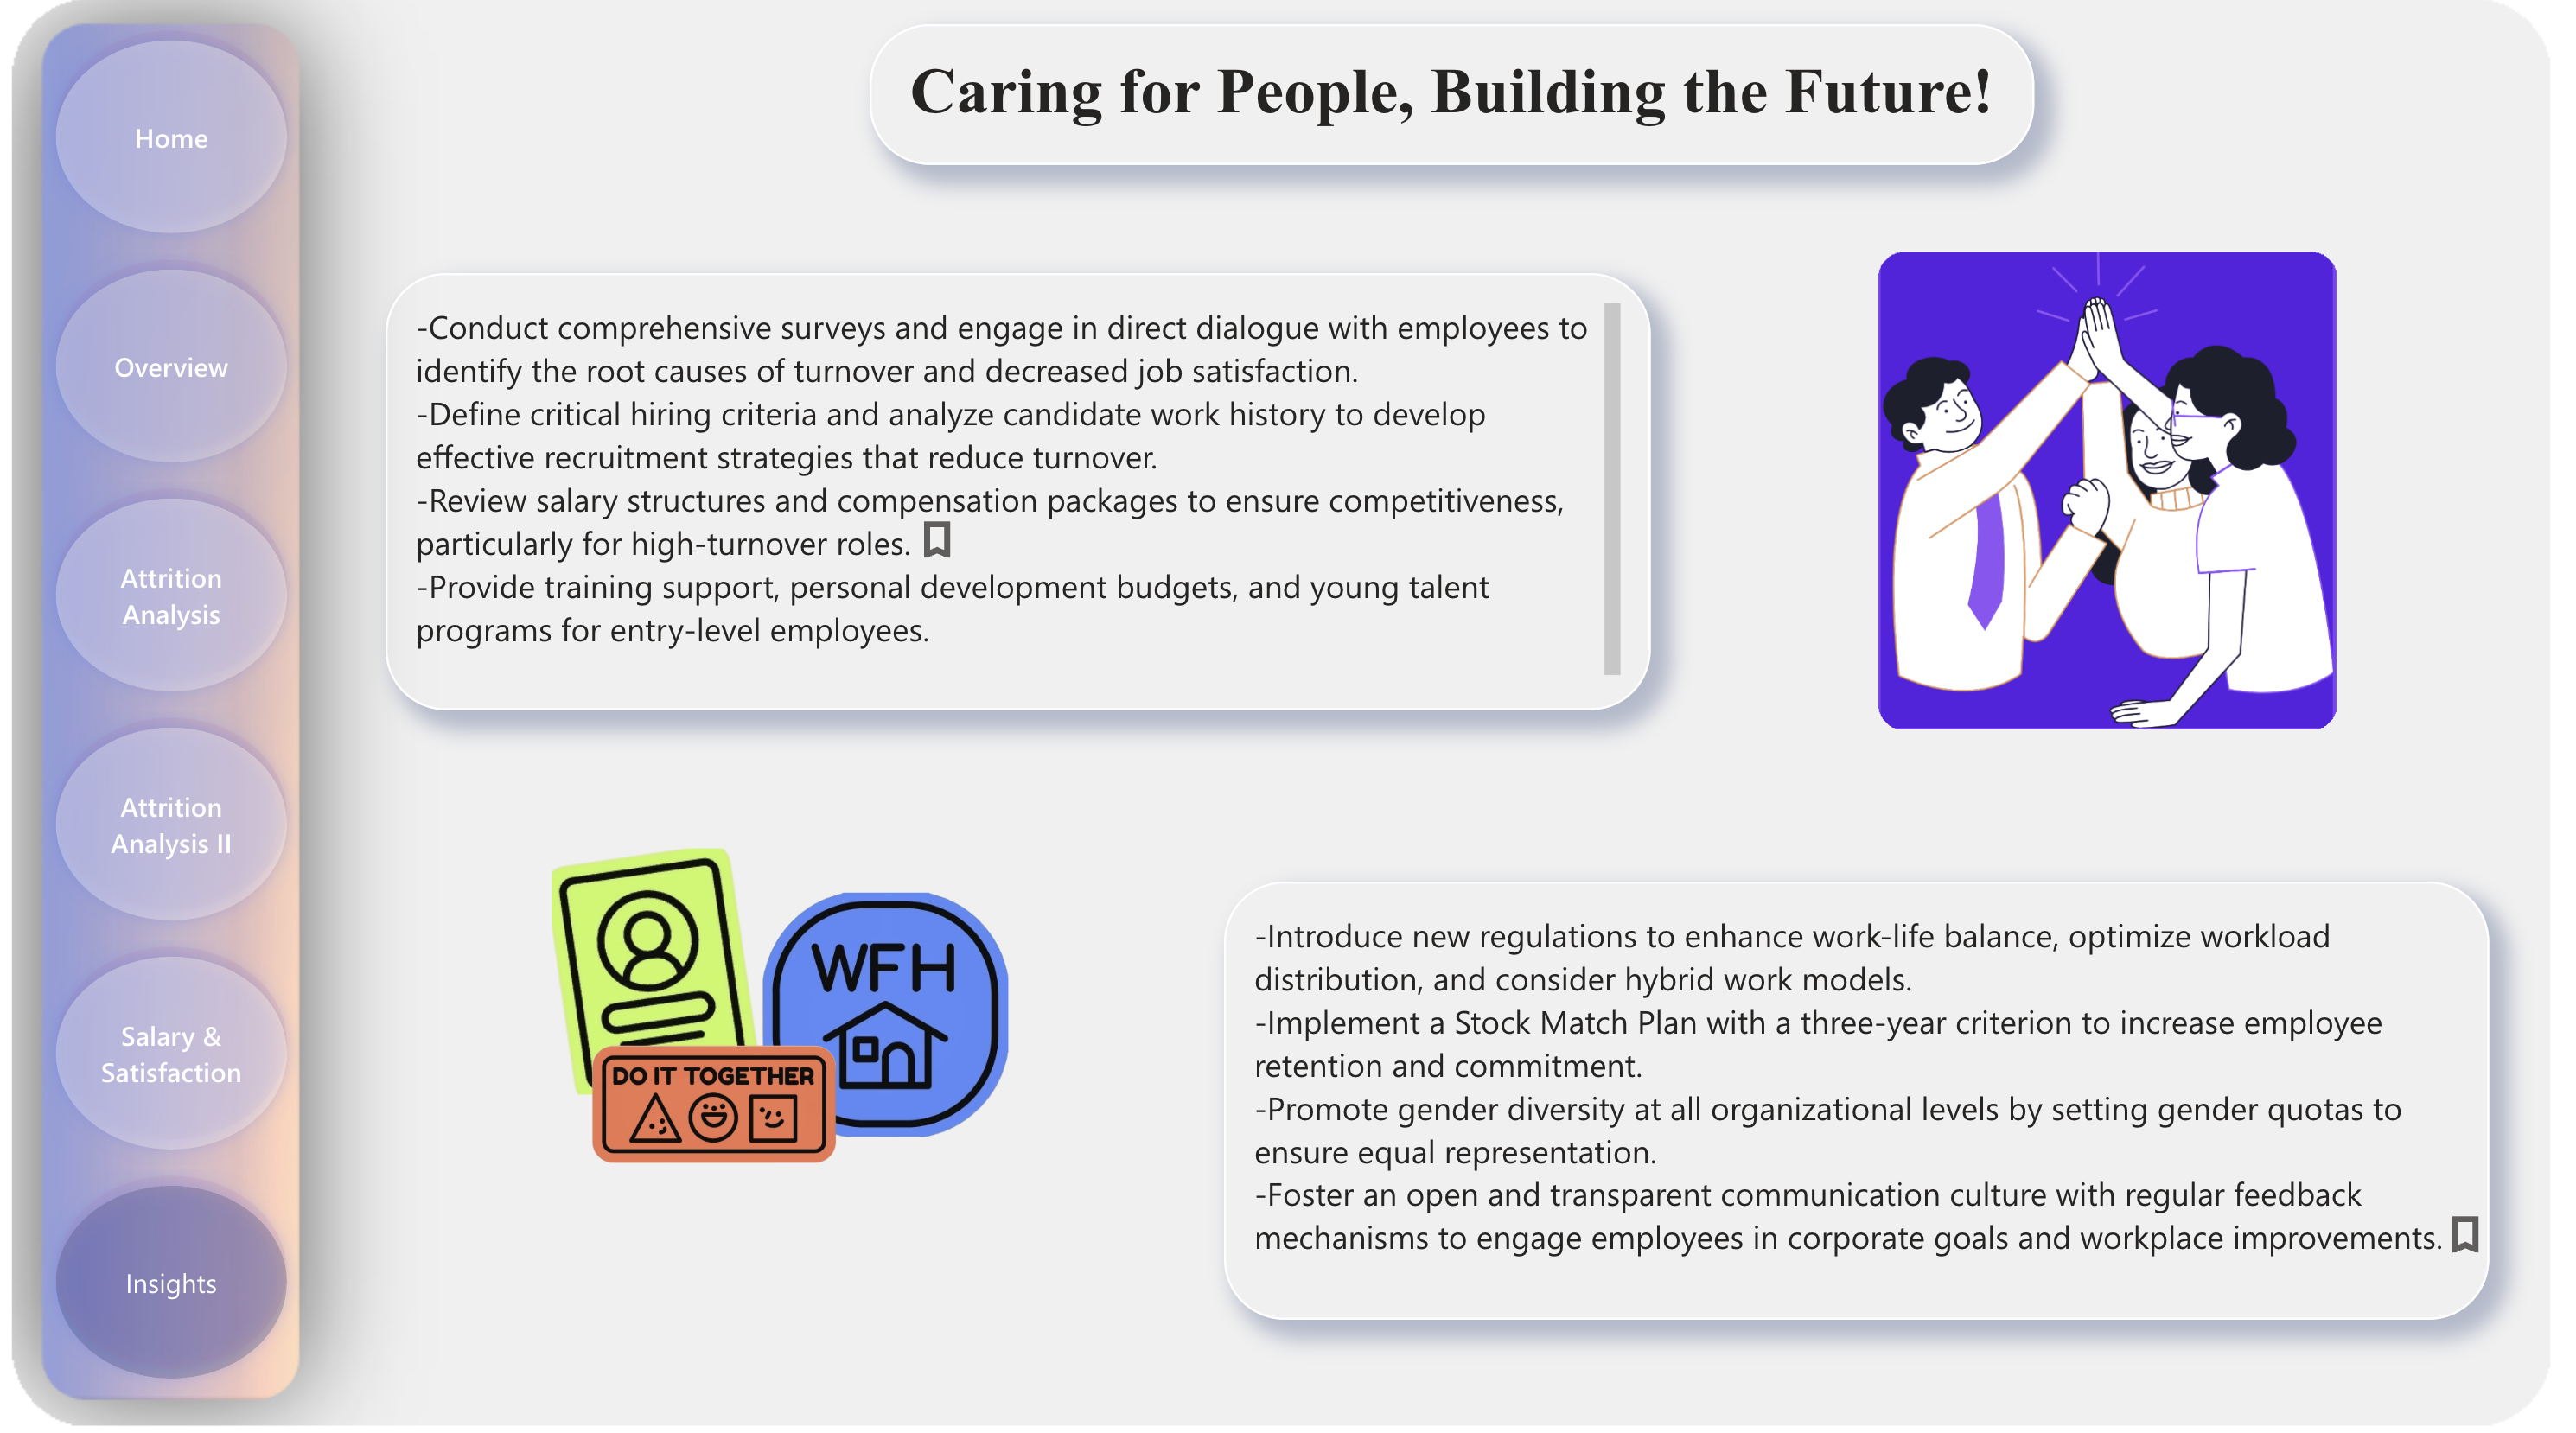 Caring for People, Building the Future!
Home
Overview
Attrition
Analysis
Attrition
Analysis II
Salary &
Satisfaction
Insights
-Conduct comprehensive surveys and engage in direct dialogue with employees to
identify the root causes of turnover and decreased job satisfaction.
-Define critical hiring criteria and analyze candidate work history to develop
effective recruitment strategies that reduce turnover.
-Review salary structures and compensation packages to ensure competitiveness,
particularly for high-turnover roles.
-Provide training support, personal development budgets, and young talent
programs for entry-level employees.
WFH
DO IT TOGETHER
-Introduce new regulations to enhance work-life balance, optimize workload
distribution, and consider hybrid work models.
-Implement a Stock Match Plan with a three-year criterion to increase employee
retention and commitment.
-Promote gender diversity at all organizational levels by setting gender quotas to
ensure equal representation.
-Foster an open and transparent communication culture with regular feedback
mechanisms to engage employees in corporate goals and workplace improvements.